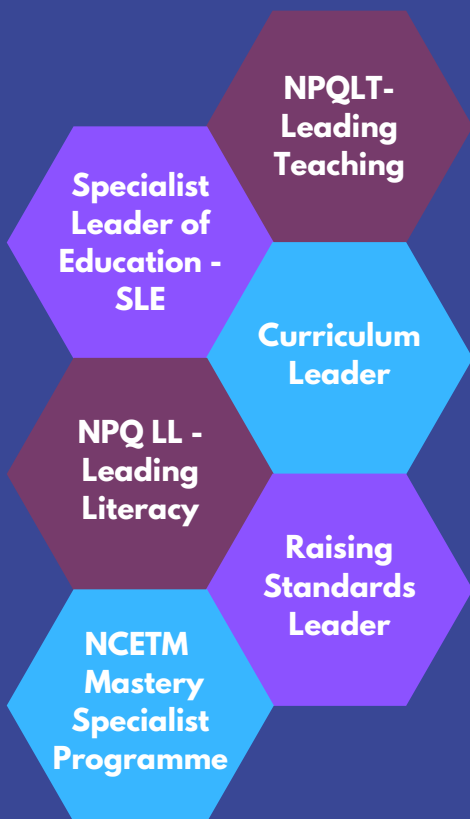 NPQLT-
Leading
Teaching
Specialist
Leader of
Education -
SLE
Curriculum
Leader
NPQ LL -
Leading
Literacy
Raising
Standards
Leader
NCETM
Mastery
Specialist
Programme